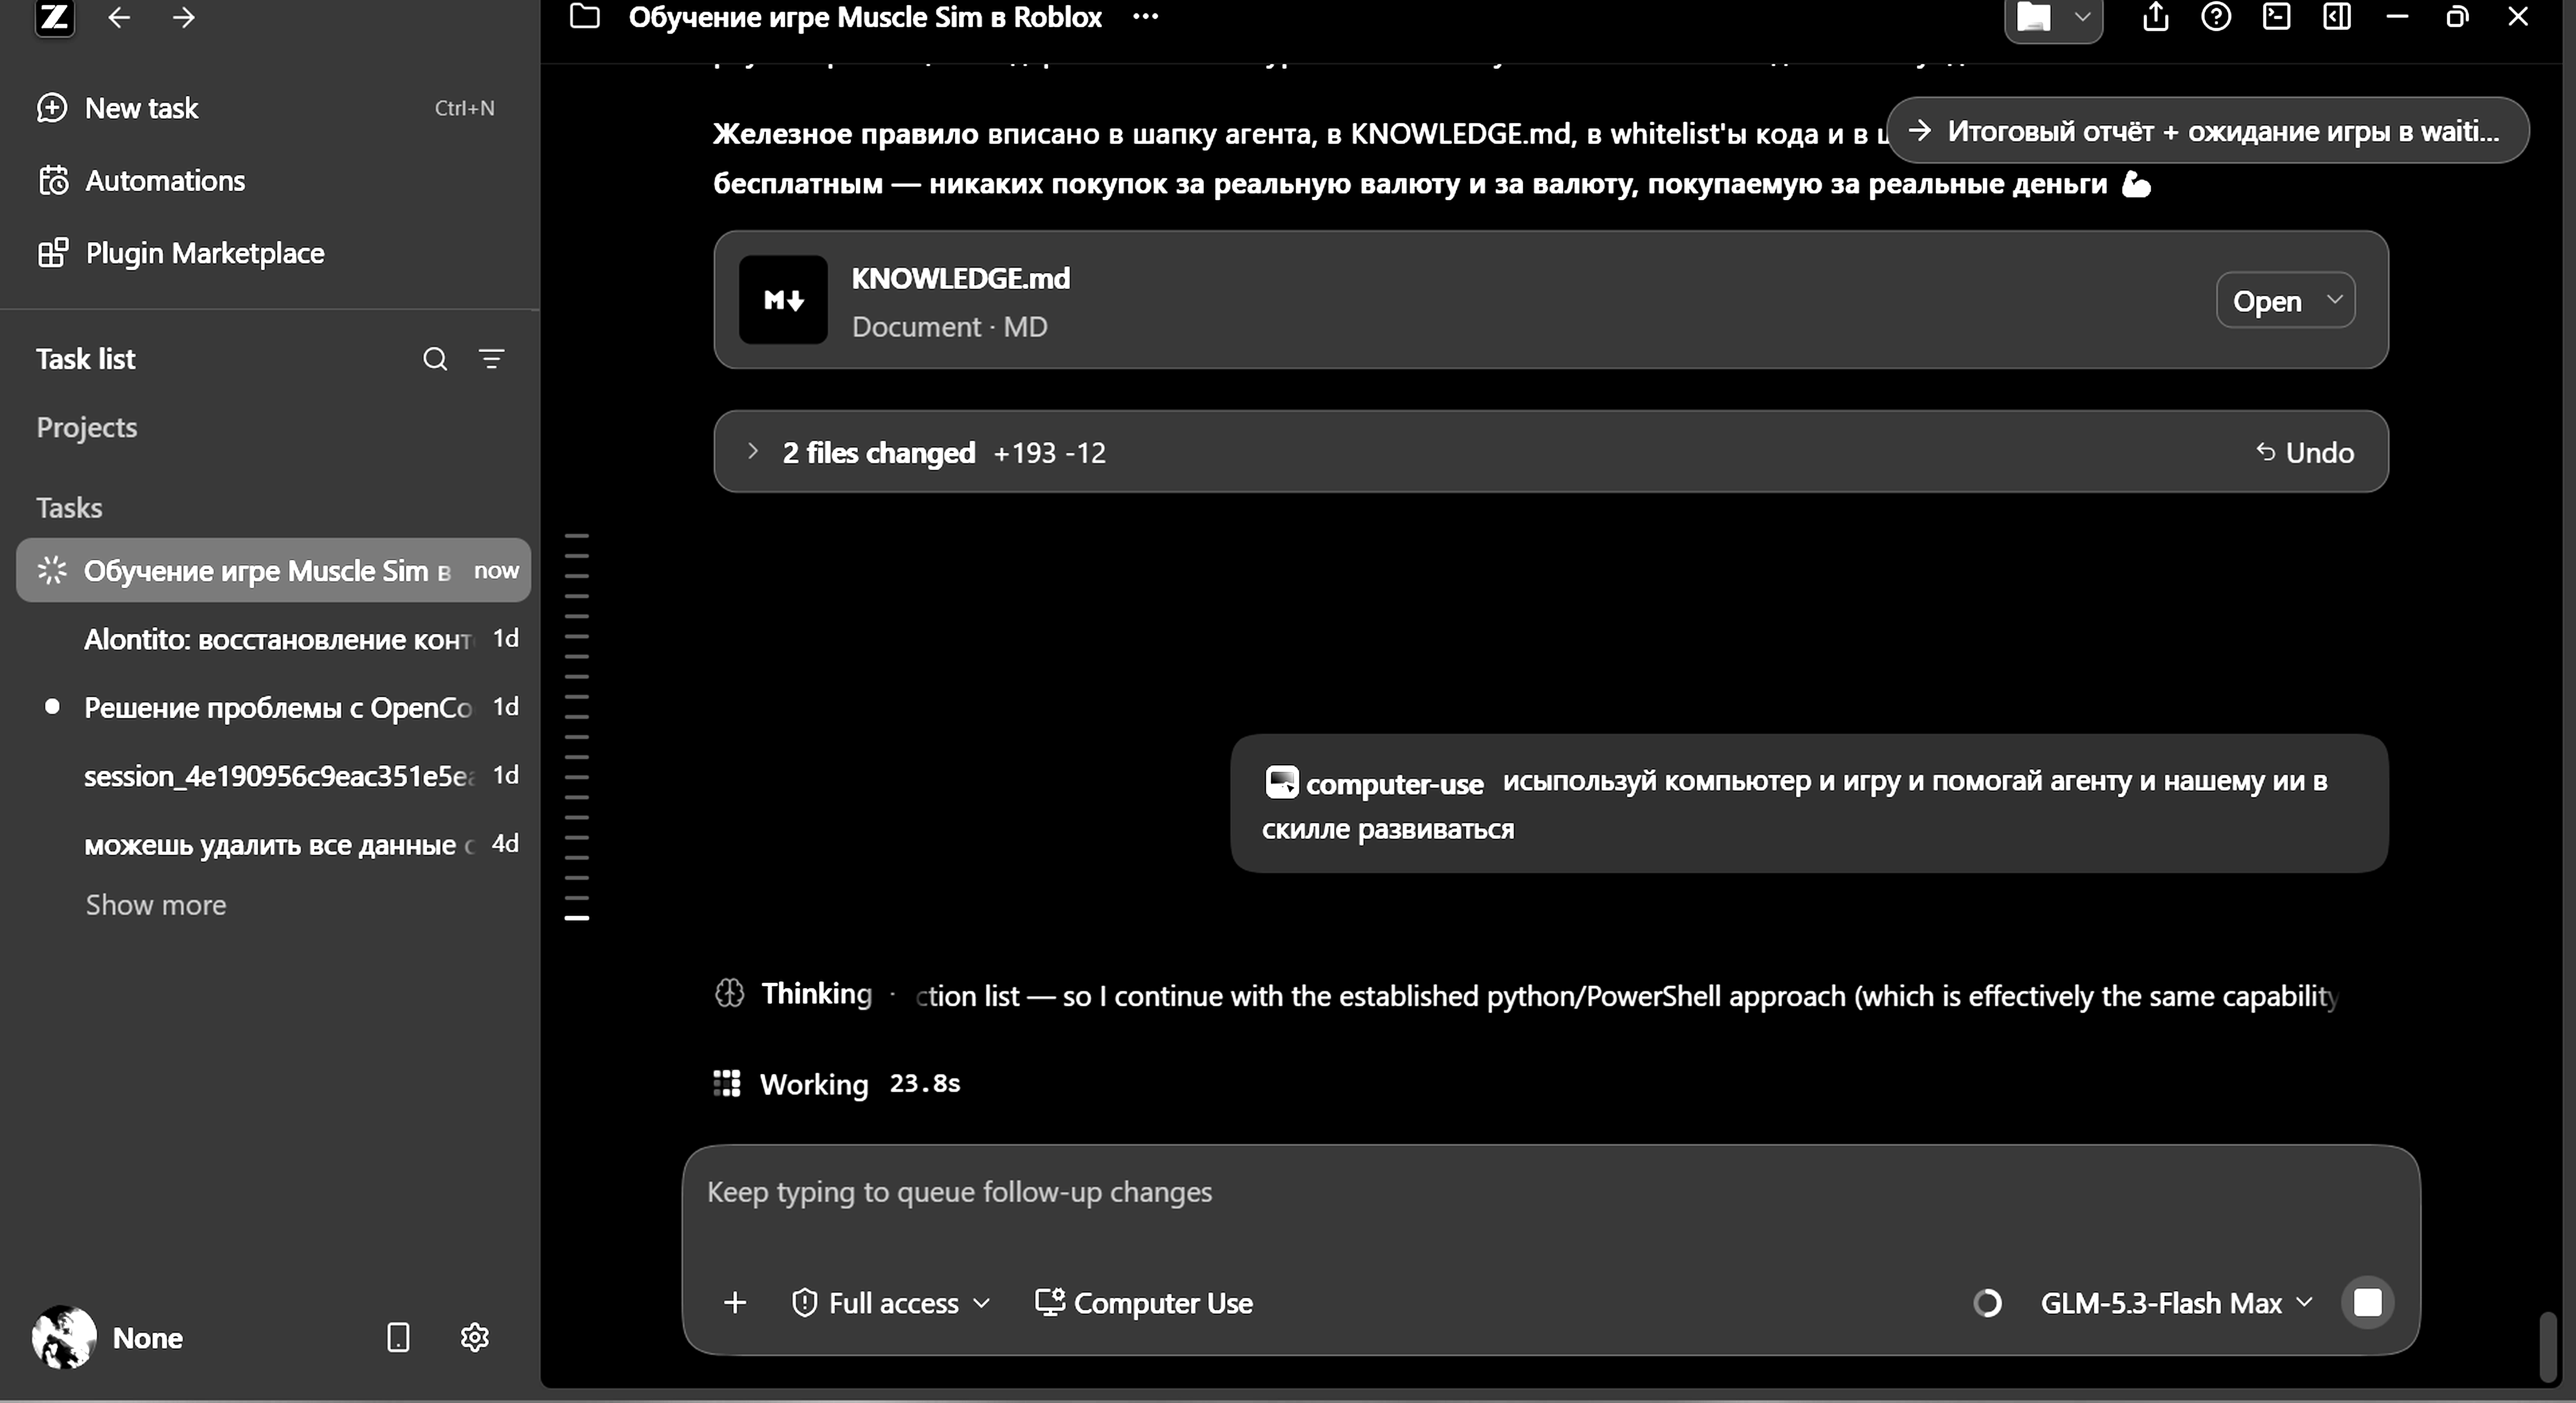 Z
New task Ctrl+N
Automations
Plugin Marketplace
Task list
Projects
Tasks
Обучение игре Muscle Sim в now
Alontito: восстановление конт 1d
Решение проблемы с OpenCo 1d
session_4e190956c9eac351e5ea 1d
можешь удалить все данные с 4d
Show more
None
Обучение игре Muscle Sim в Roblox ...
Железное правило вписано в шапку агента, в KNOWLEDGE.md, в whitelist'ы кода и в
→ Итоговый отчёт + ожидание игры в waiti...
бесплатным — никаких покупок за реальную валюту и за валюту, покупаемую за реальные деньги 💪
M↓
KNOWLEDGE.md
Document · MD
Open
2 files changed +193 -12
Undo
computer-use исыпользуй компьютер и игру и помогай агенту и нашему ии в
скилле развиваться
Thinking · ction list — so I continue with the established python/PowerShell approach (which is effectively the same capability
Working 23.8s
Keep typing to queue follow-up changes
+ Full access Computer Use GLM-5.3-Flash Max